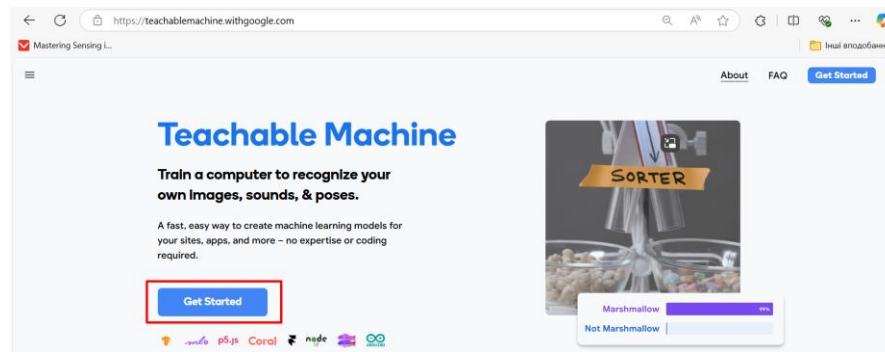 https://teachablemachine.withgoogle.com
Mastering Sensing i...
Інші вподобанн
About FAQ Get Started
Teachable Machine
Train a computer to recognize your
own images, sounds, & poses.
A fast, easy way to create machine learning models for
your sites, apps, and more – no expertise or coding
required.
Get Started
p5.js Coral node
SORTER
Marshmallow 99%
Not Marshmallow